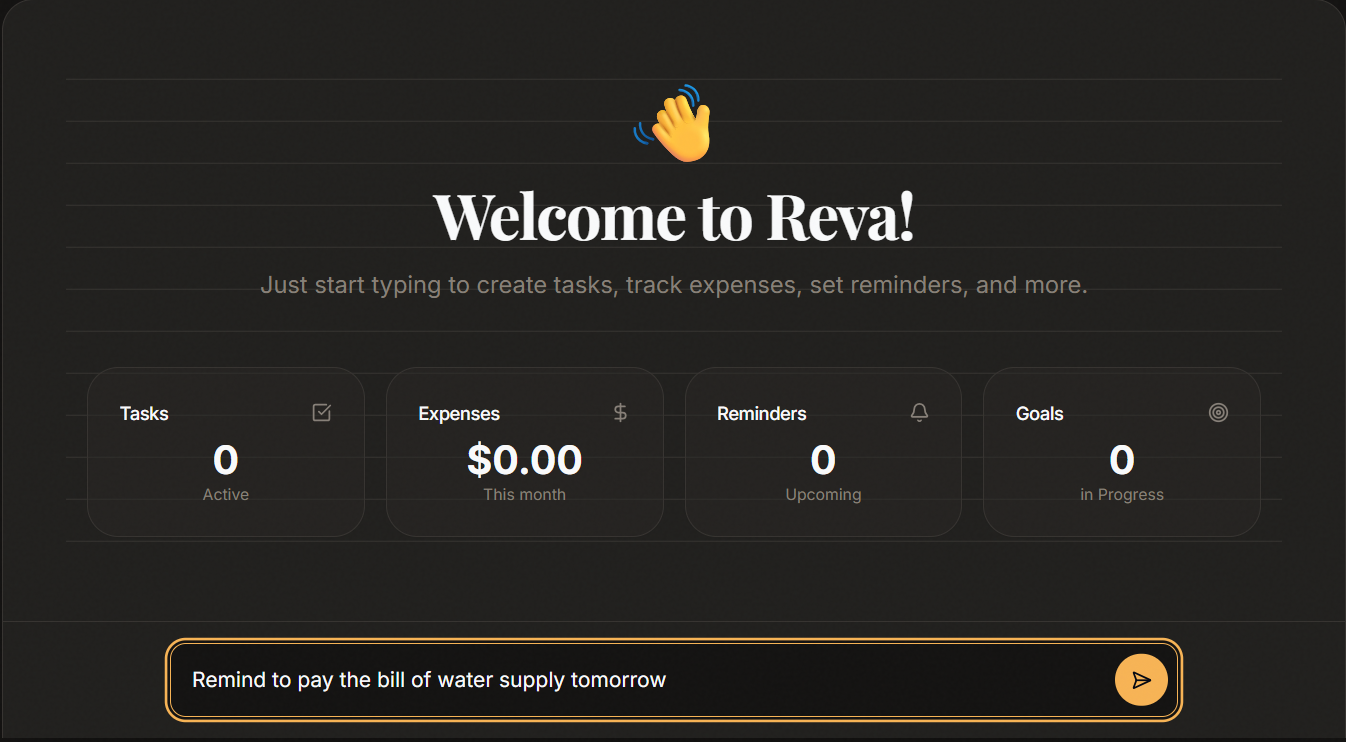 Welcome to Reva!
Just start typing to create tasks, track expenses, set reminders, and more.
Tasks
0
Active
Expenses
$0.00
This month
Reminders
0
Upcoming
Goals
0
in Progress
Remind to pay the bill of water supply tomorrow